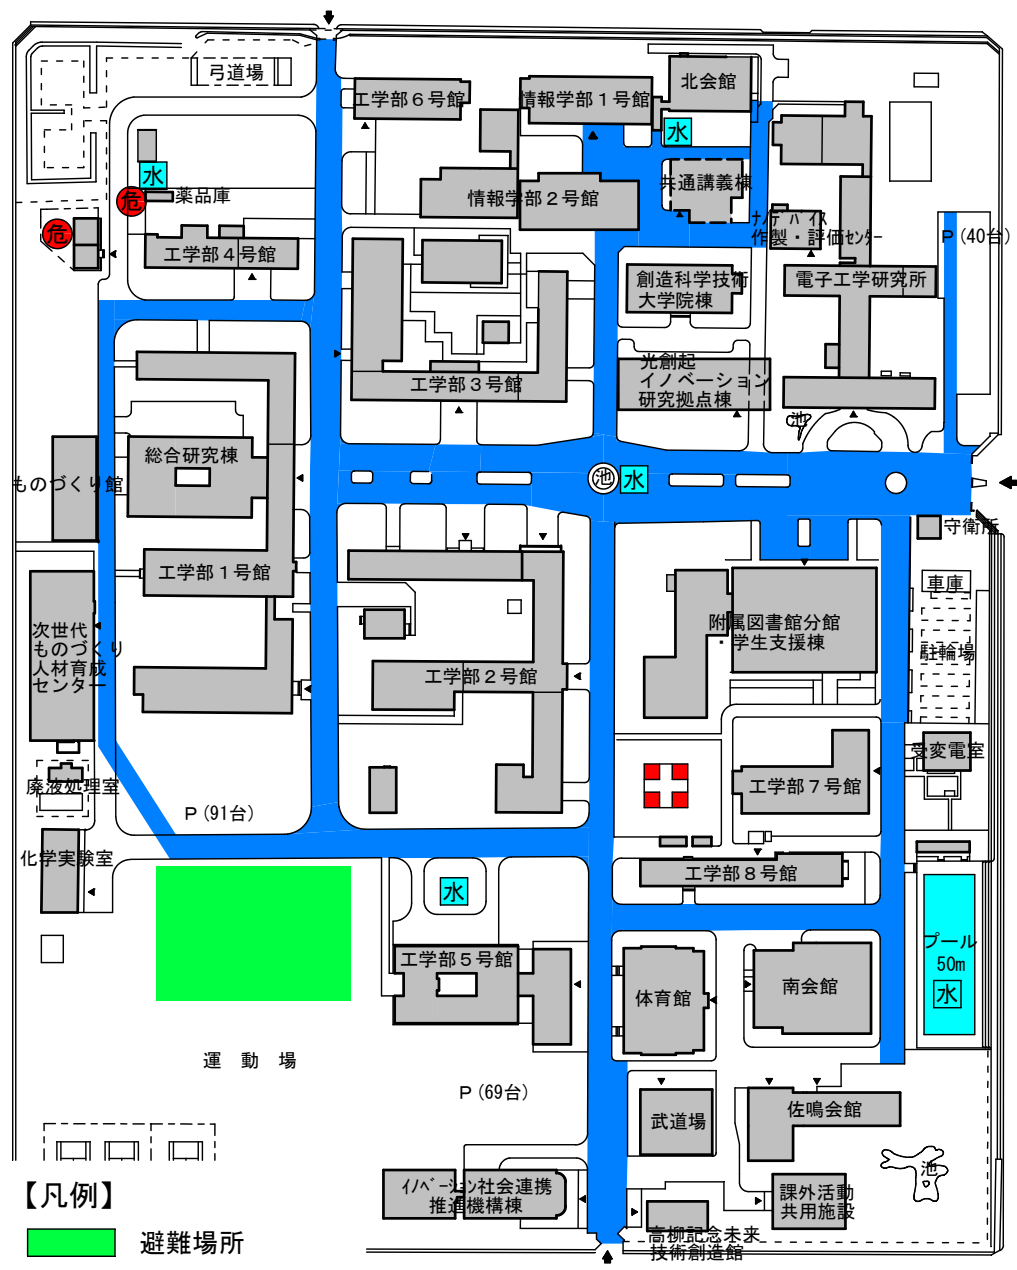 弓道場
工学部６号館
情報学部１号館
北会館
水
水
共通講義棟
危
薬品庫
情報学部２号館
ﾅﾉﾃﾞﾊﾞｲｽ
作製・評価ｾﾝﾀｰ
危
工学部４号館
Ｐ(40台)
創造科学技術
大学院棟
電子工学研究所
光創起
イノベーション
研究拠点棟
工学部３号館
池
総合研究棟
ものづくり館
池
水
守衛所
工学部１号館
車庫
次世代
ものづくり
人材育成
センター
附属図書館分館
・学生支援棟
駐輪場
工学部２号館
受変電室
廃液処理室
工学部７号館
Ｐ(91台)
化学実験室
工学部８号館
水
プール
50m
水
工学部５号館
体育館
南会館
運　動　場
Ｐ(69台)
武道場
佐鳴会館
池
【凡例】
ｲﾉﾍﾞｰｼｮﾝ社会連携
推進機構棟
課外活動
共用施設
避難場所
高柳記念未来
技術創造館